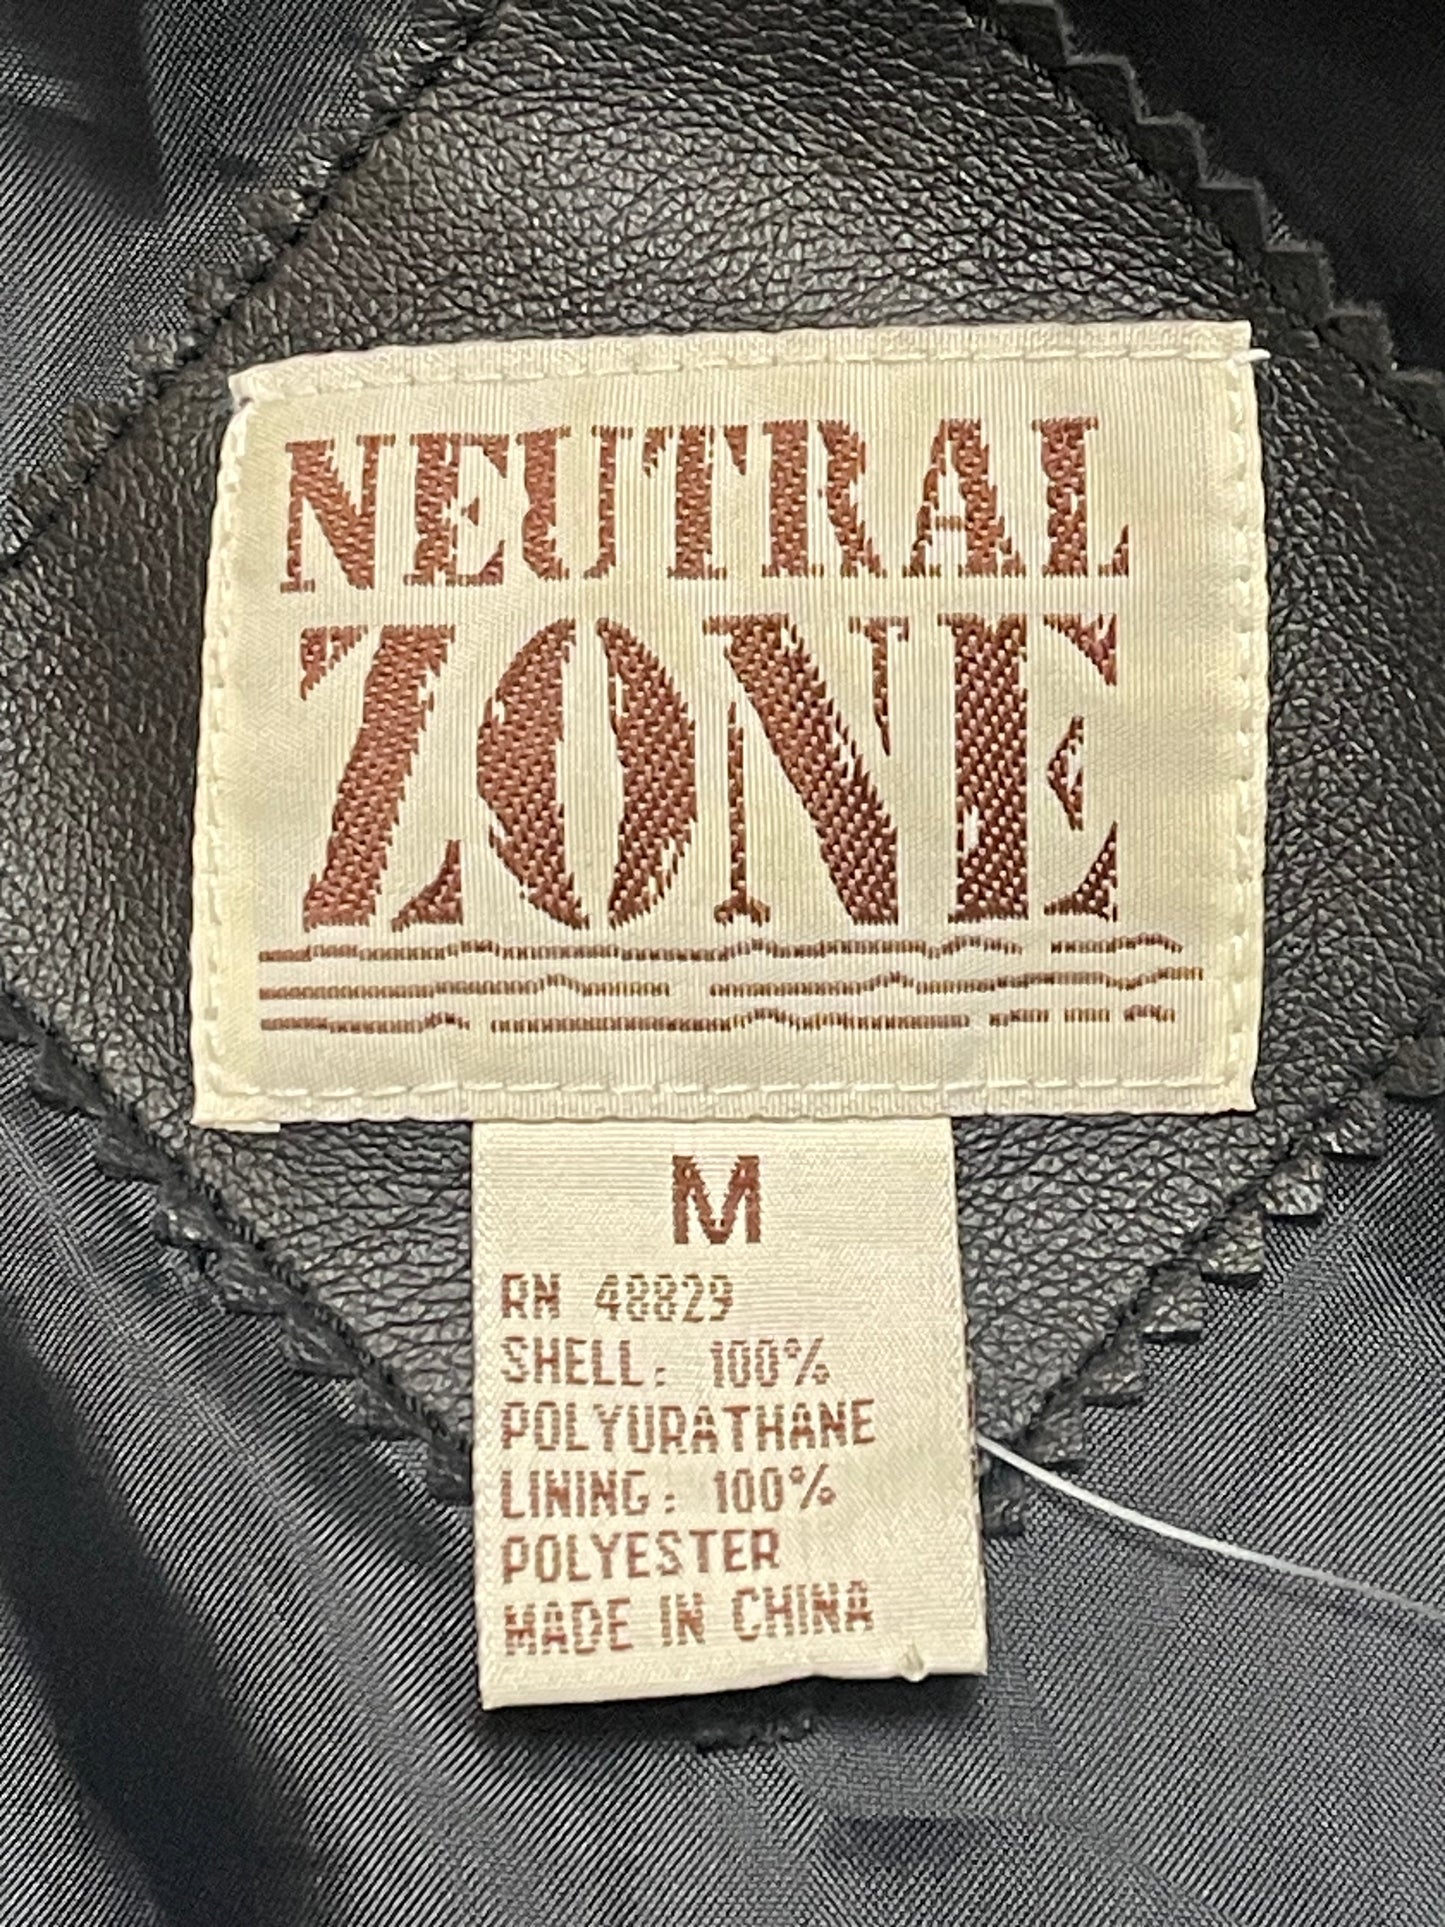 NEUTRAL
ZONE
M
RN 48829
SHELL: 100%
POLYURATHANE
LINING: 100%
POLYESTER
MADE IN CHINA